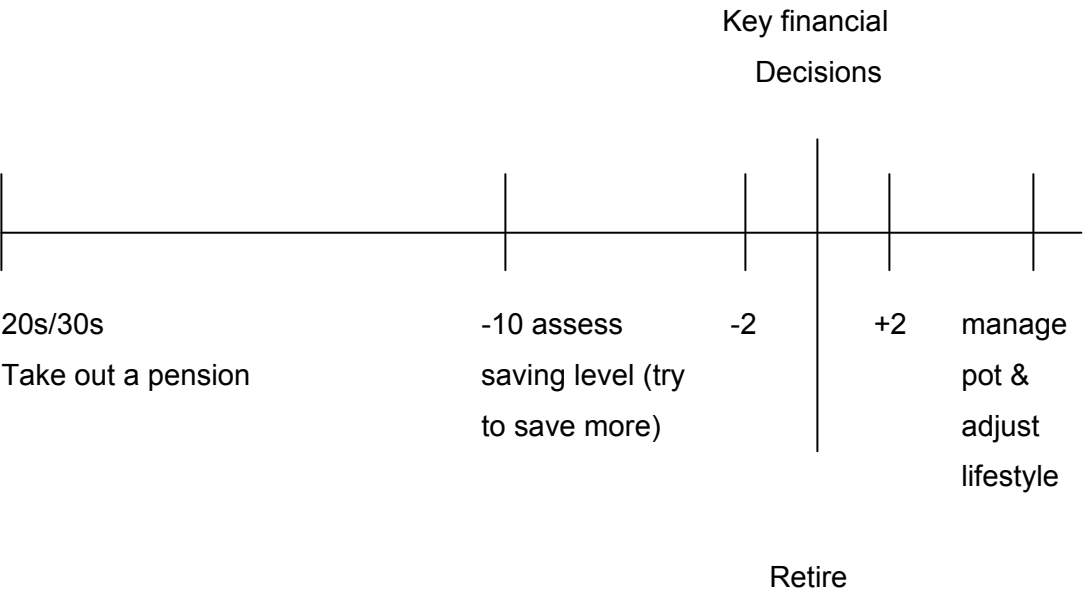 Key financial
Decisions
20s/30s
Take out a pension
-10 assess
saving level (try
to save more)
-2
+2
manage
pot &
adjust
lifestyle
Retire